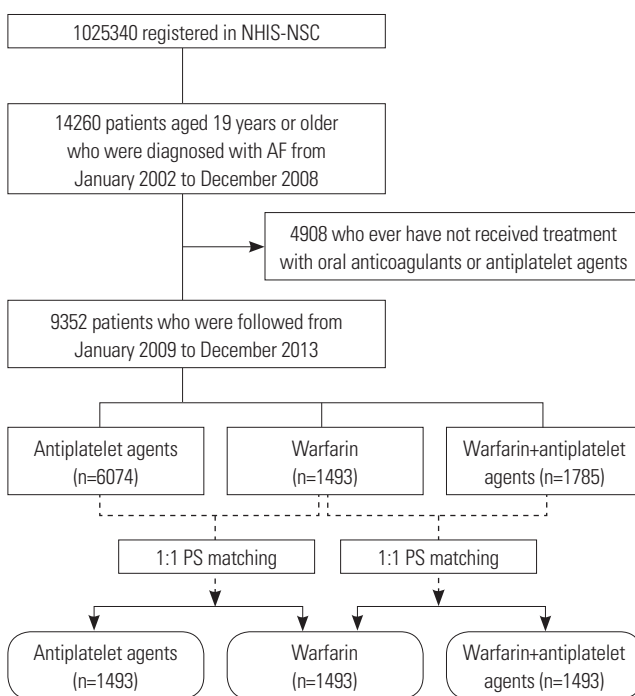 1025340 registered in NHIS-NSC
14260 patients aged 19 years or older
who were diagnosed with AF from
January 2002 to December 2008
4908 who ever have not received treatment
with oral anticoagulants or antiplatelet agents
9352 patients who were followed from
January 2009 to December 2013
Antiplatelet agents
(n=6074)
Warfarin
(n=1493)
Warfarin+antiplatelet
agents (n=1785)
1:1 PS matching
1:1 PS matching
Antiplatelet agents
(n=1493)
Warfarin
(n=1493)
Warfarin+antiplatelet
agents (n=1493)